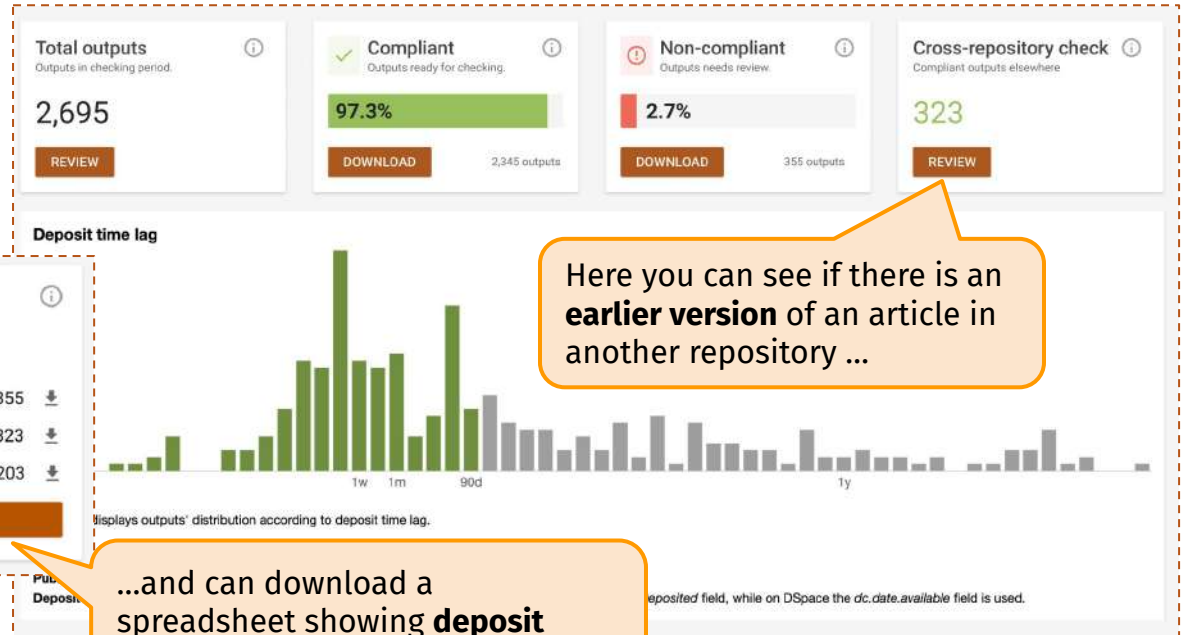 Total outputs
Outputs in checking period.
2,695
REVIEW
Compliant
Outputs ready for checking.
97.3%
DOWNLOAD 2,345 outputs
Non-compliant
Outputs needs review.
2.7%
DOWNLOAD 355 outputs
Cross-repository check
Compliant outputs elsewhere
323
REVIEW
Deposit time lag
Here you can see if there is an
earlier version of an article in
another repository ...
355
323
203
1w 1m 90d 1y
displays outputs' distribution according to deposit time lag.
...and can download a
spreadsheet showing deposit
eposited field, while on DSpace the dc.date.available field is used.